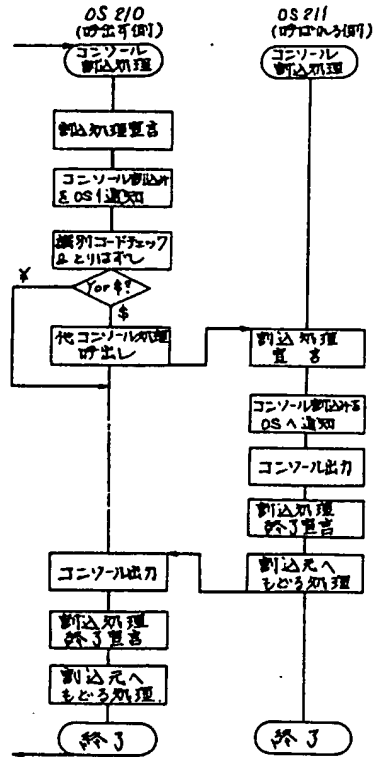 OS 210
(呼出す側)
コンソール
割込処理
割込処理宣言
コンソール割込み
をOSへ通知
識別コードチェック
&とりはずし
¥or$?
¥
$
他コンソール処理
呼出し
コンソール出力
割込処理
終了宣言
割込元へ
もどる処理
終了
OS 211
(呼ばれる側)
コンソール
割込処理
割込処理
宣言
コンソール割込みを
OSへ通知
コンソール出力
割込処理
終了宣言
割込元へ
もどる処理
終了